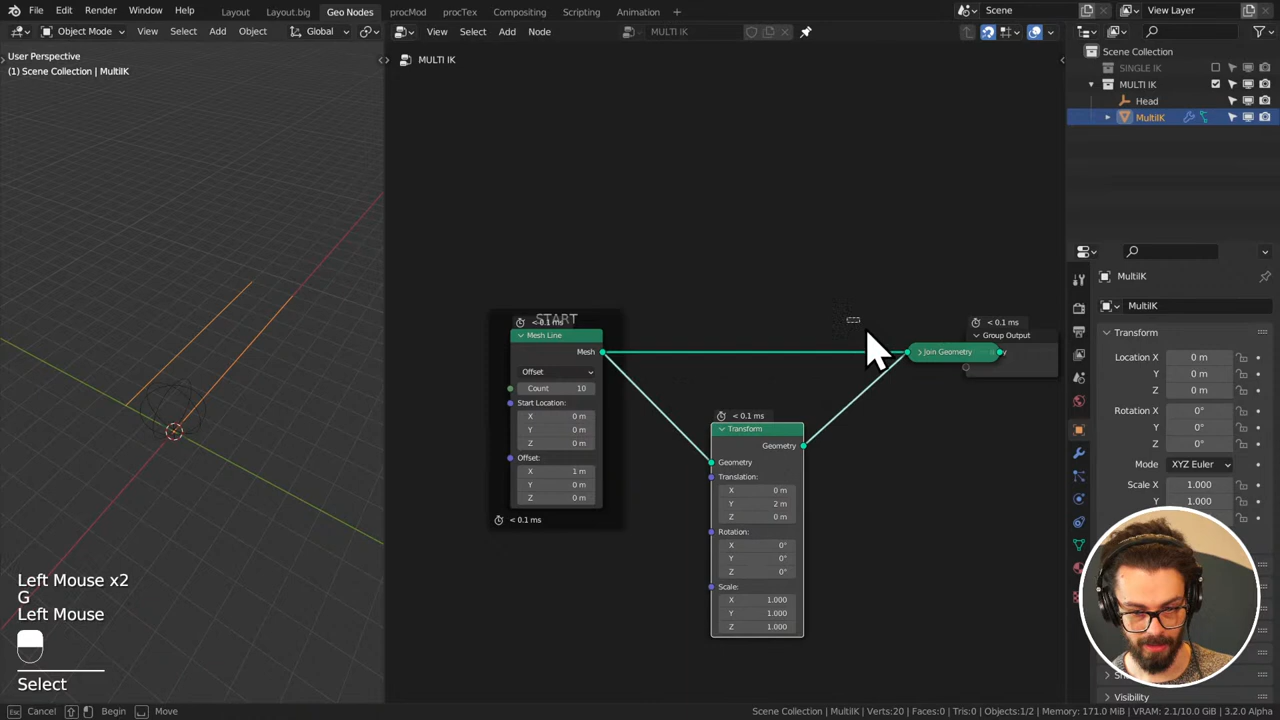 File Edit Render Window Help Layout Layout.big Geo Nodes procMod procTex Compositing Scripting Animation + Scene View Layer
Object Mode View Select Add Object Global View Select Add Node MULTI IK
User Perspective
(1) Scene Collection | MultiIK
MULTI IK
Scene Collection
SINGLE IK
MULTI IK
Head
MultiIK
START
< 0.1 ms
Mesh Line
Mesh
Offset
Count 10
Start Location:
X 0 m
Y 0 m
Z 0 m
Offset:
X 1 m
Y 0 m
Z 0 m
< 0.1 ms
< 0.1 ms
Transform
Geometry
Geometry
Translation:
X 0 m
Y 2 m
Z 0 m
Rotation:
X 0°
Y 0°
Z 0°
Scale:
X 1.000
Y 1.000
Z 1.000
< 0.1 ms
Group Output
Join Geometry
MultiIK
MultiIK
Transform
Location X 0 m
Y 0 m
Z 0 m
Rotation X 0°
Y 0°
Z 0°
Mode XYZ Euler
Scale X 1.000
Y 1.000
Visibility
Left Mouse x2
G
Left Mouse
Select
Cancel Begin Move Scene Collection | MultiIK | Verts:20 | Faces:0 | Tris:0 | Objects:1/2 | Memory: 171.0 MiB | VRAM: 2.1/10.0 GiB | 3.2.0 Alpha